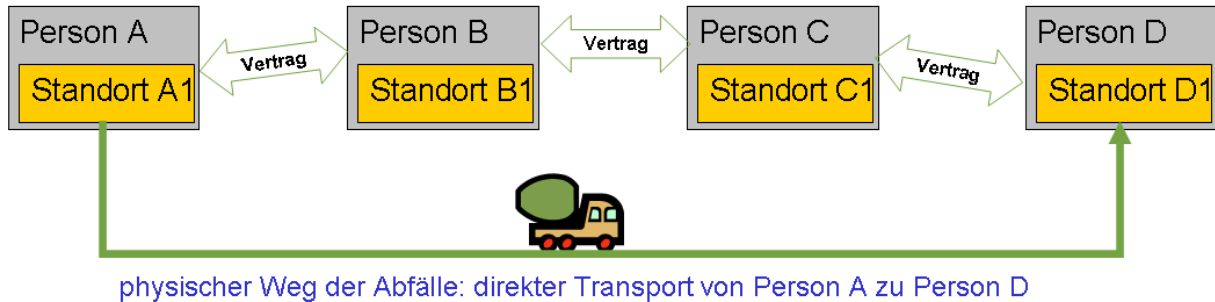 Person A
Standort A1
Vertrag
Person B
Standort B1
Vertrag
Person C
Standort C1
Vertrag
Person D
Standort D1
physischer Weg der Abfälle: direkter Transport von Person A zu Person D